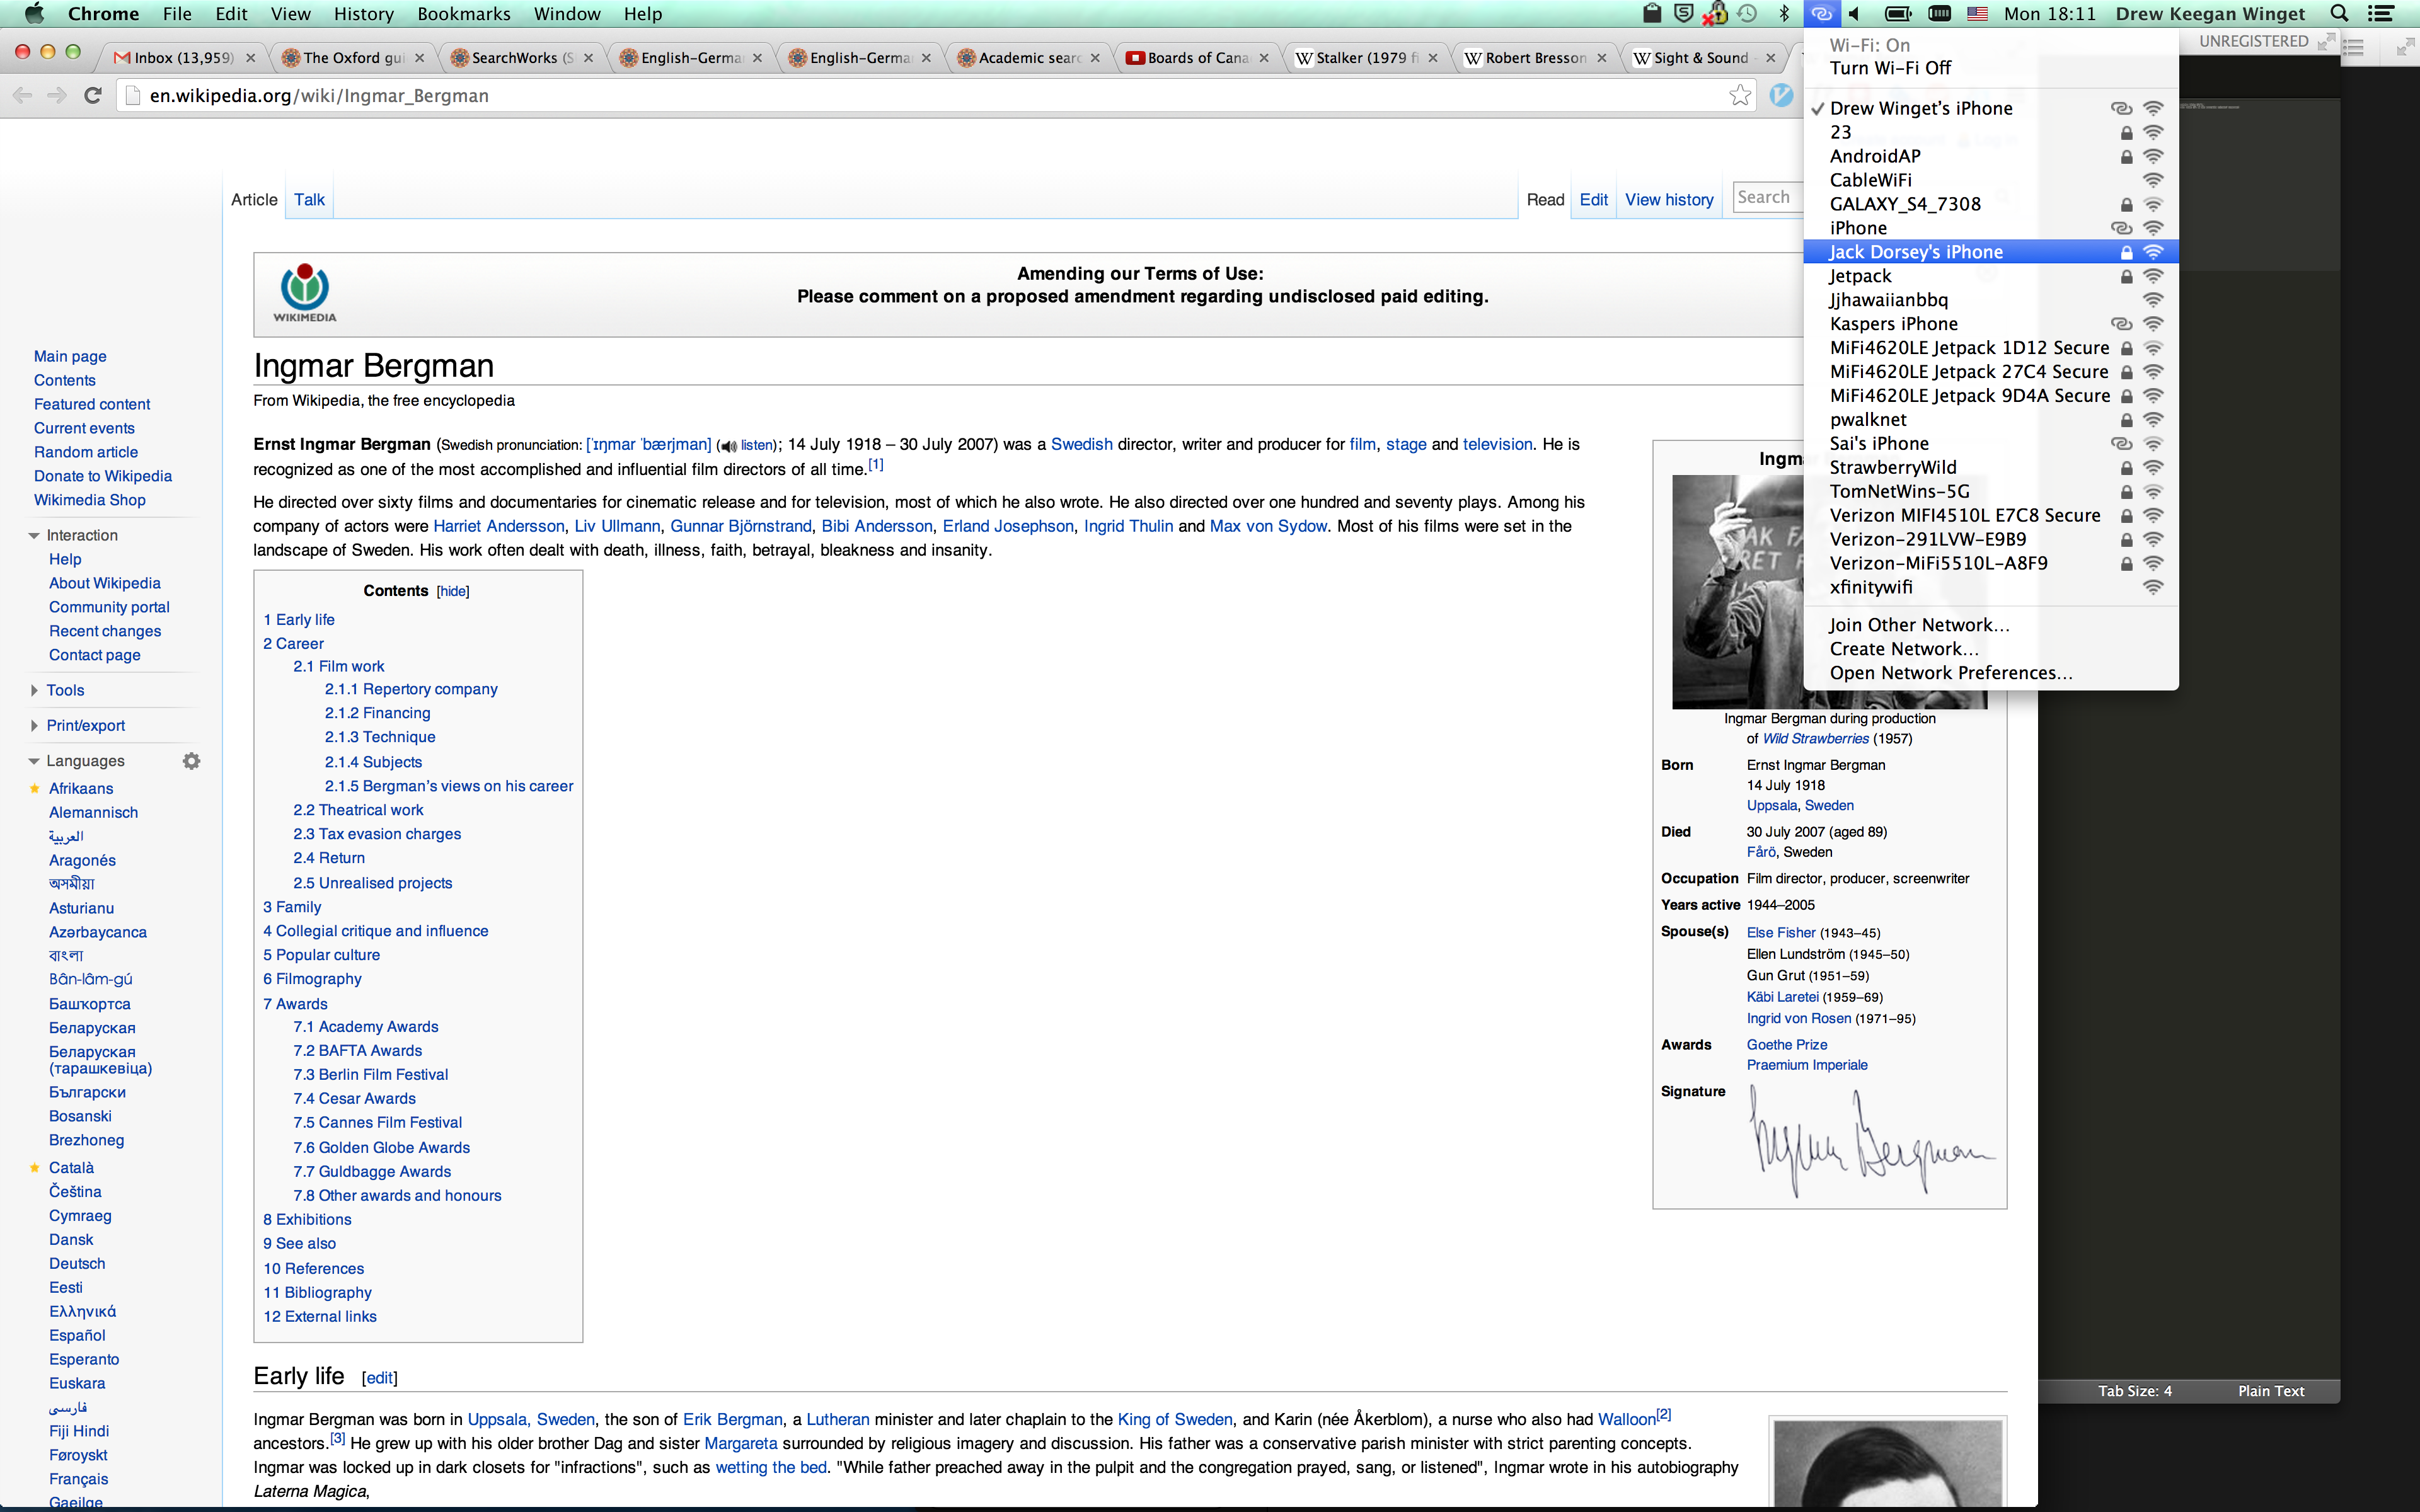 Chrome File Edit View History Bookmarks Window Help
Mon 18:11 Drew Keegan Winget
Inbox (13,959)
The Oxford gui
SearchWorks (S
English-Germa
English-Germa
Academic searc
Boards of Cana
Stalker (1979 f
Robert Bresson
Sight & Sound
UNREGISTERED
en.wikipedia.org/wiki/Ingmar_Bergman
Wi-Fi: On
Turn Wi-Fi Off
Drew Winget's iPhone
23
AndroidAP
CableWiFi
GALAXY_S4_7308
iPhone
Jack Dorsey's iPhone
Jetpack
Jjhawaiianbbq
Kaspers iPhone
MiFi4620LE Jetpack 1D12 Secure
MiFi4620LE Jetpack 27C4 Secure
MiFi4620LE Jetpack 9D4A Secure
pwalknet
Sai's iPhone
StrawberryWild
TomNetWins-5G
Verizon MIFI4510L E7C8 Secure
Verizon-291LVW-E9B9
Verizon-MiFi5510L-A8F9
xfinitywifi
Join Other Network...
Create Network...
Open Network Preferences...
Article Talk
Read Edit View history Search
WIKIMEDIA
Amending our Terms of Use:
Please comment on a proposed amendment regarding undisclosed paid editing.
Main page
Contents
Featured content
Current events
Random article
Donate to Wikipedia
Wikimedia Shop
Interaction
Help
About Wikipedia
Community portal
Recent changes
Contact page
Tools
Print/export
Languages
Afrikaans
Alemannisch
العربية
Aragonés
অসমীয়া
Asturianu
Azərbaycanca
বাংলা
Bân-lâm-gú
Башҡортса
Беларуская
Беларуская
(тарашкевіца)
Български
Bosanski
Brezhoneg
Català
Čeština
Cymraeg
Dansk
Deutsch
Eesti
Ελληνικά
Español
Esperanto
Euskara
فارسی
Fiji Hindi
Føroyskt
Français
Gaeilge
Ingmar Bergman
From Wikipedia, the free encyclopedia
Ernst Ingmar Bergman (Swedish pronunciation: [ˈɪŋmar ˈbærjman] (listen); 14 July 1918 – 30 July 2007) was a Swedish director, writer and producer for film, stage and television. He is
recognized as one of the most accomplished and influential film directors of all time.[1]
He directed over sixty films and documentaries for cinematic release and for television, most of which he also wrote. He also directed over one hundred and seventy plays. Among his
company of actors were Harriet Andersson, Liv Ullmann, Gunnar Björnstrand, Bibi Andersson, Erland Josephson, Ingrid Thulin and Max von Sydow. Most of his films were set in the
landscape of Sweden. His work often dealt with death, illness, faith, betrayal, bleakness and insanity.
Contents [hide]
1 Early life
2 Career
2.1 Film work
2.1.1 Repertory company
2.1.2 Financing
2.1.3 Technique
2.1.4 Subjects
2.1.5 Bergman's views on his career
2.2 Theatrical work
2.3 Tax evasion charges
2.4 Return
2.5 Unrealised projects
3 Family
4 Collegial critique and influence
5 Popular culture
6 Filmography
7 Awards
7.1 Academy Awards
7.2 BAFTA Awards
7.3 Berlin Film Festival
7.4 Cesar Awards
7.5 Cannes Film Festival
7.6 Golden Globe Awards
7.7 Guldbagge Awards
7.8 Other awards and honours
8 Exhibitions
9 See also
10 References
11 Bibliography
12 External links
Ingmar Bergman during production
of Wild Strawberries (1957)
Born Ernst Ingmar Bergman
14 July 1918
Uppsala, Sweden
Died 30 July 2007 (aged 89)
Fårö, Sweden
Occupation Film director, producer, screenwriter
Years active 1944–2005
Spouse(s) Else Fisher (1943–45)
Ellen Lundström (1945–50)
Gun Grut (1951–59)
Käbi Laretei (1959–69)
Ingrid von Rosen (1971–95)
Awards Goethe Prize
Praemium Imperiale
Signature
Ingmar Bergman
Early life [edit]
Ingmar Bergman was born in Uppsala, Sweden, the son of Erik Bergman, a Lutheran minister and later chaplain to the King of Sweden, and Karin (née Åkerblom), a nurse who also had Walloon[2]
ancestors.[3] He grew up with his older brother Dag and sister Margareta surrounded by religious imagery and discussion. His father was a conservative parish minister with strict parenting concepts.
Ingmar was locked up in dark closets for "infractions", such as wetting the bed. "While father preached away in the pulpit and the congregation prayed, sang, or listened", Ingmar wrote in his autobiography
Laterna Magica,
Tab Size: 4 Plain Text